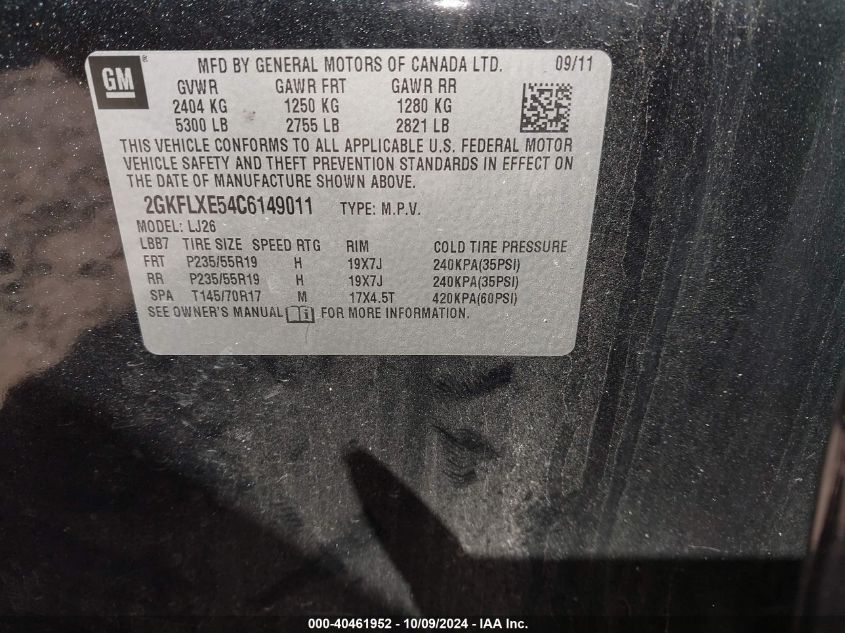 GM ® MFD BY GENERAL MOTORS OF CANADA LTD. 09/11
GVWR GAWR FRT GAWR RR
2404 KG 1250 KG 1280 KG
5300 LB 2755 LB 2821 LB
THIS VEHICLE CONFORMS TO ALL APPLICABLE U.S. FEDERAL MOTOR
VEHICLE SAFETY AND THEFT PREVENTION STANDARDS IN EFFECT ON
THE DATE OF MANUFACTURE SHOWN ABOVE.
2GKFLXE54C6149011 TYPE: M.P.V.
MODEL: LJ26
LBB7 TIRE SIZE SPEED RTG RIM COLD TIRE PRESSURE
FRT P235/55R19 H 19X7J 240KPA(35PSI)
RR P235/55R19 H 19X7J 240KPA(35PSI)
SPA T145/70R17 M 17X4.5T 420KPA(60PSI)
SEE OWNER'S MANUAL FOR MORE INFORMATION.
000-40461952 - 10/09/2024 - IAA Inc.